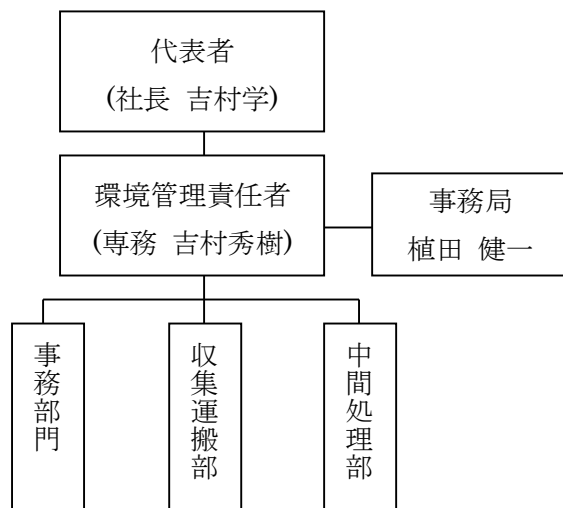 代表者
(社長 吉村学)
環境管理責任者
(専務 吉村秀樹)
事務局
植田 健一
事務部門
収集運搬部
中間処理部